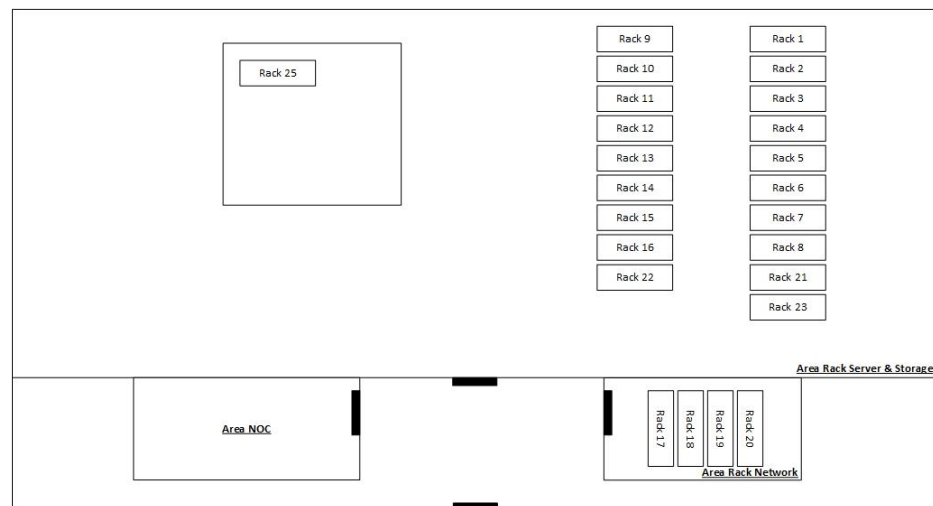 Rack 9
Rack 1
Rack 25
Rack 10
Rack 2
Rack 11
Rack 3
Rack 12
Rack 4
Rack 13
Rack 5
Rack 14
Rack 6
Rack 15
Rack 7
Rack 16
Rack 8
Rack 22
Rack 21
Rack 23
Area Rack Server & Storage
Area NOC
Rack 17
Rack 18
Rack 19
Rack 20
Area Rack Network